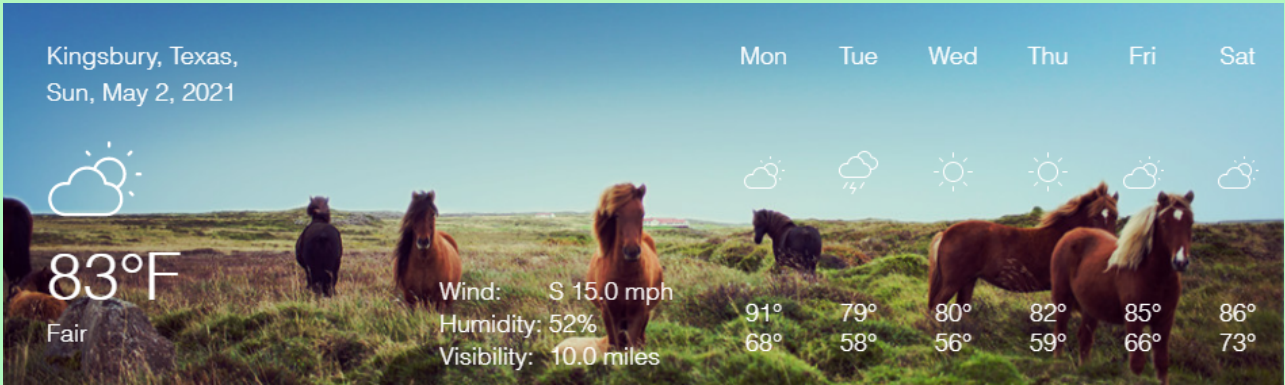 Kingsbury, Texas,
Sun, May 2, 2021
83°F
Fair
Wind: S 15.0 mph
Humidity: 52%
Visibility: 10.0 miles
Mon Tue Wed Thu Fri Sat
91° 79° 80° 82° 85° 86°
68° 58° 56° 59° 66° 73°